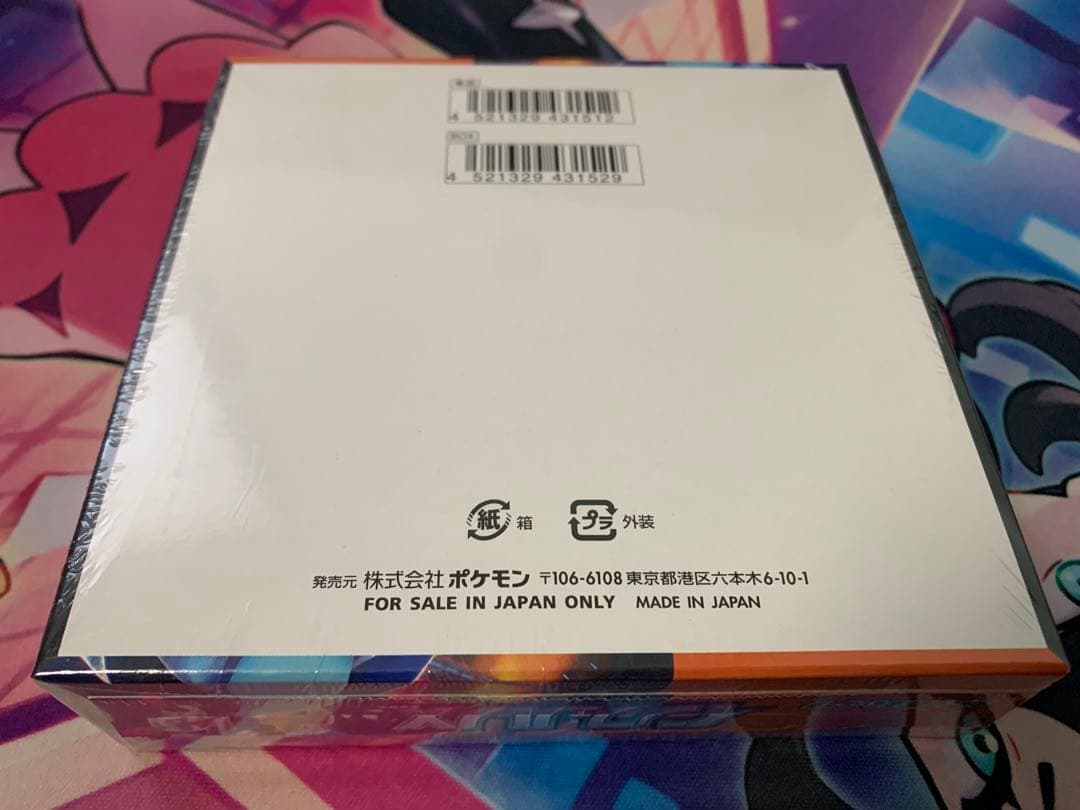 4 521329 431512
BOX
4 521329 431529
紙 箱 プラ 外装
発売元 株式会社ポケモン 〒106-6108 東京都港区六本木6-10-1
FOR SALE IN JAPAN ONLY MADE IN JAPAN